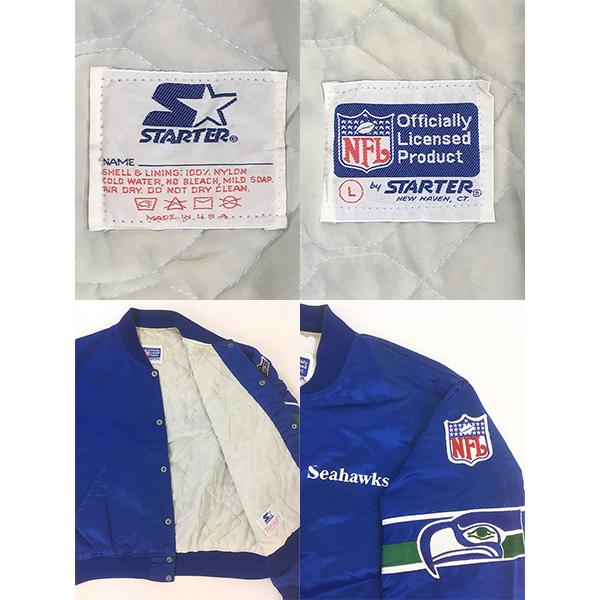 STARTER®
NAME
SHELL & LINING: 100% NYLON
COLD WATER, NO BLEACH, MILD SOAP.
AIR DRY. DO NOT DRY CLEAN.
MADE IN U.S.A.
NFL
Officially
Licensed
Product
L by STARTER®
NEW HAVEN, CT.
NFL
Seahawks